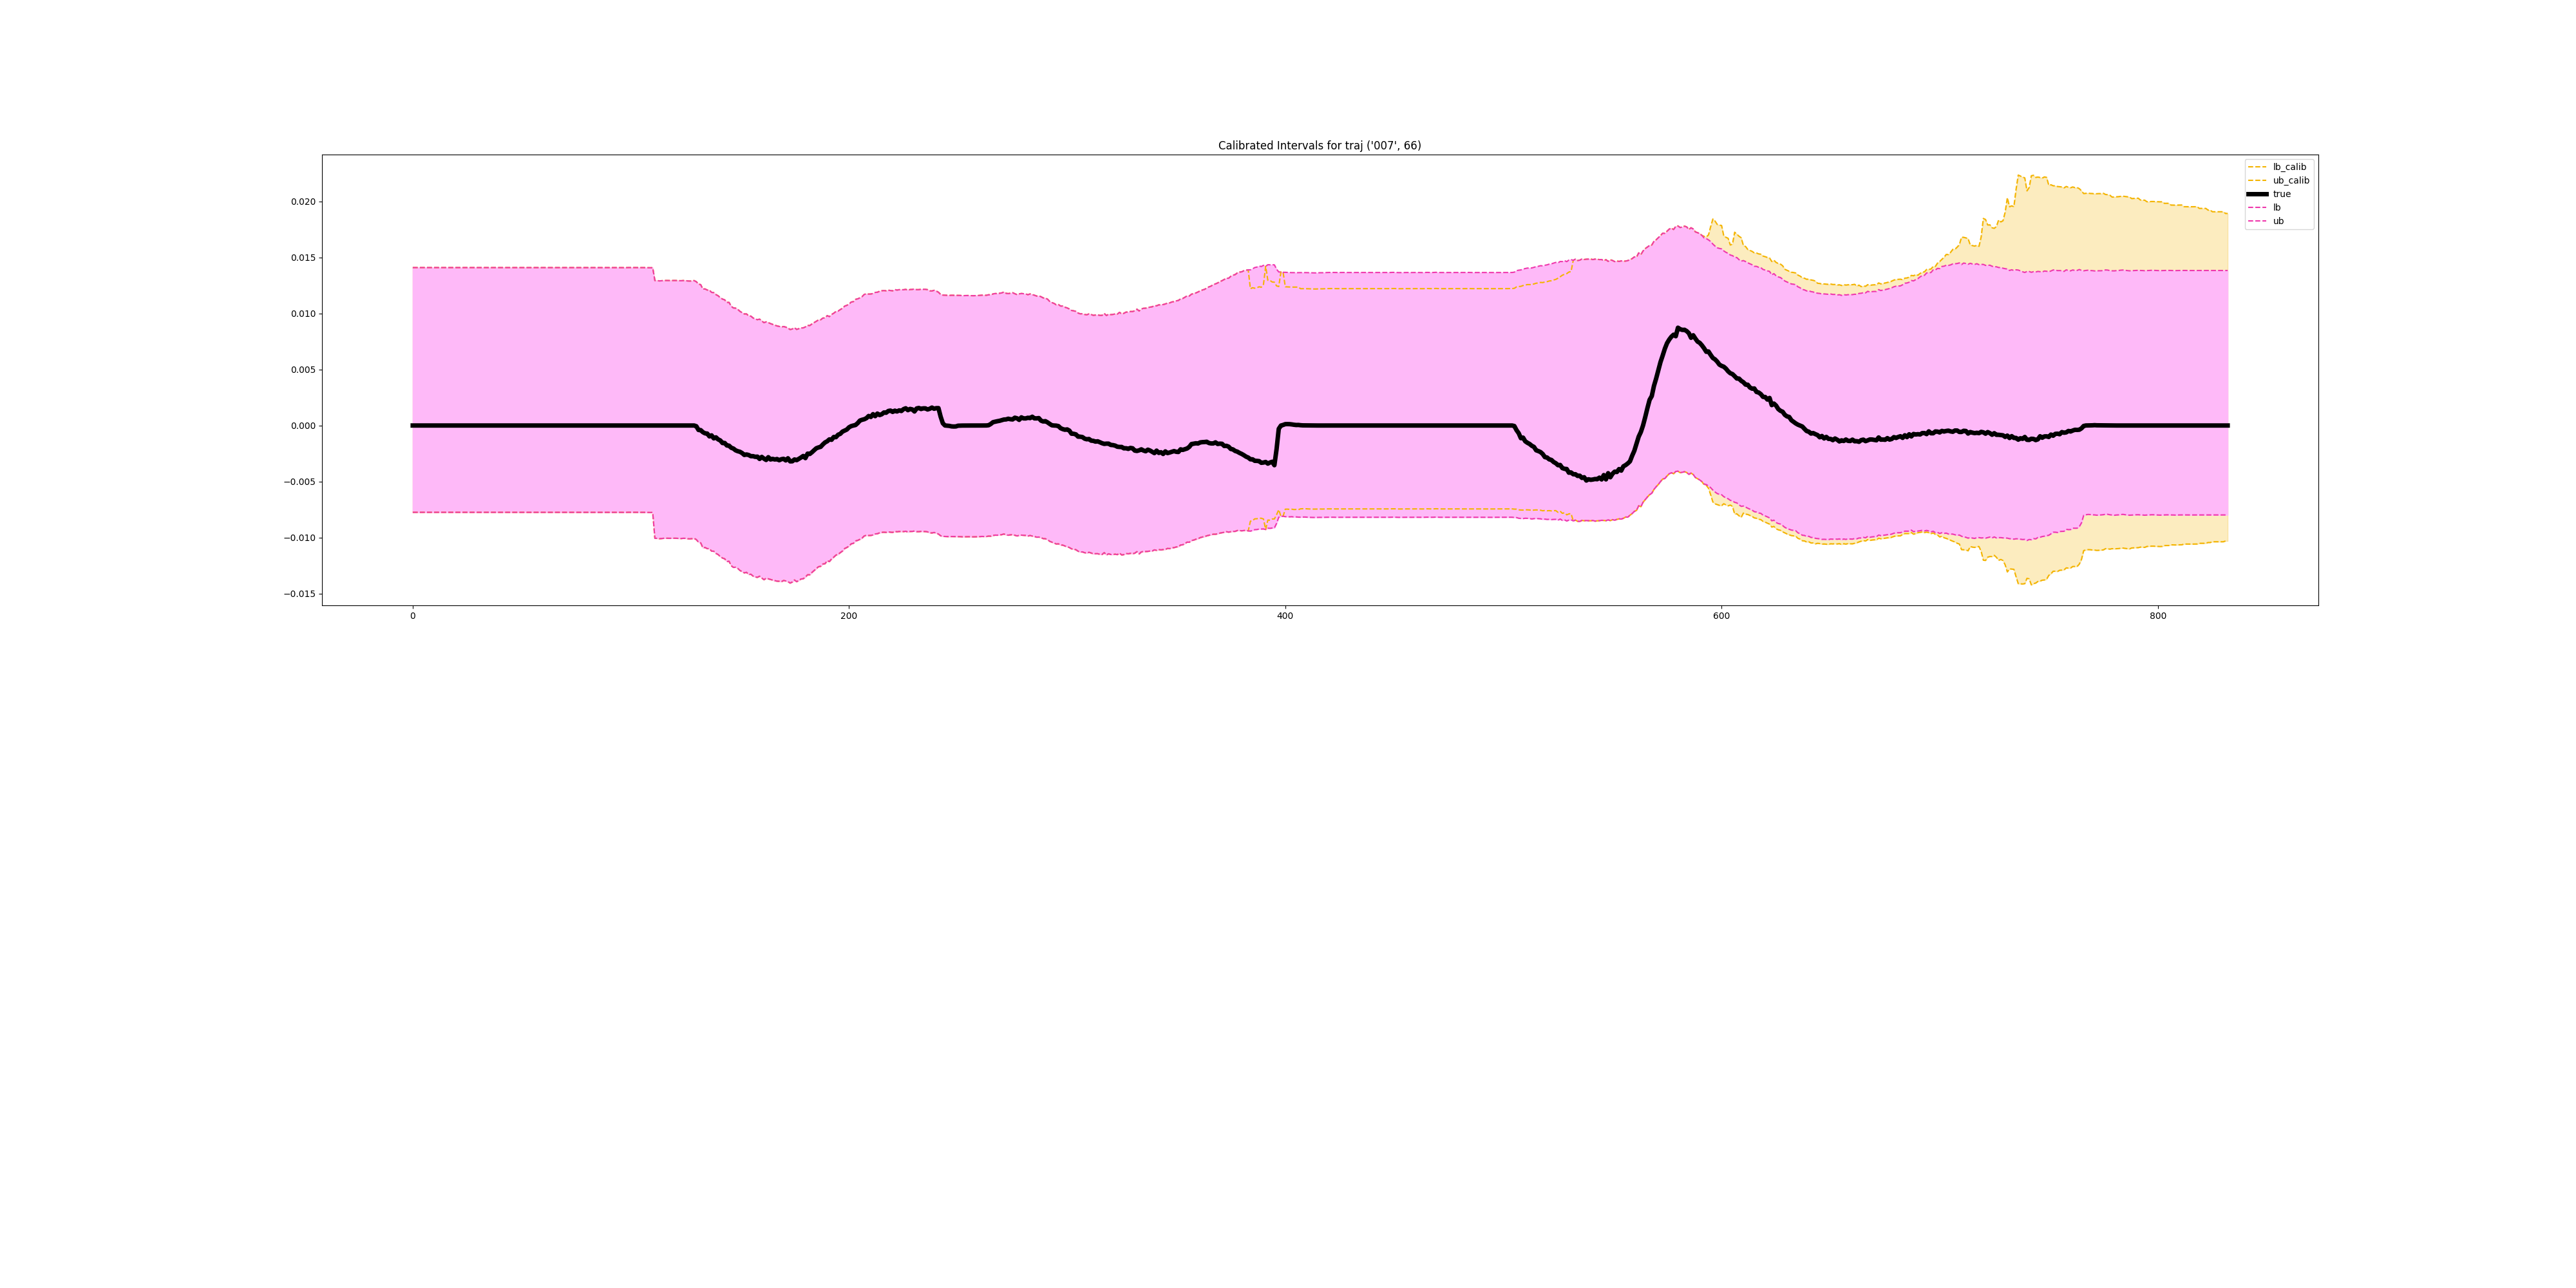 Calibrated Intervals for traj ('007', 66)
lb_calib
ub_calib
true
lb
ub
0.020
0.015
0.010
0.005
0.000
−0.005
−0.010
−0.015
0 200 400 600 800